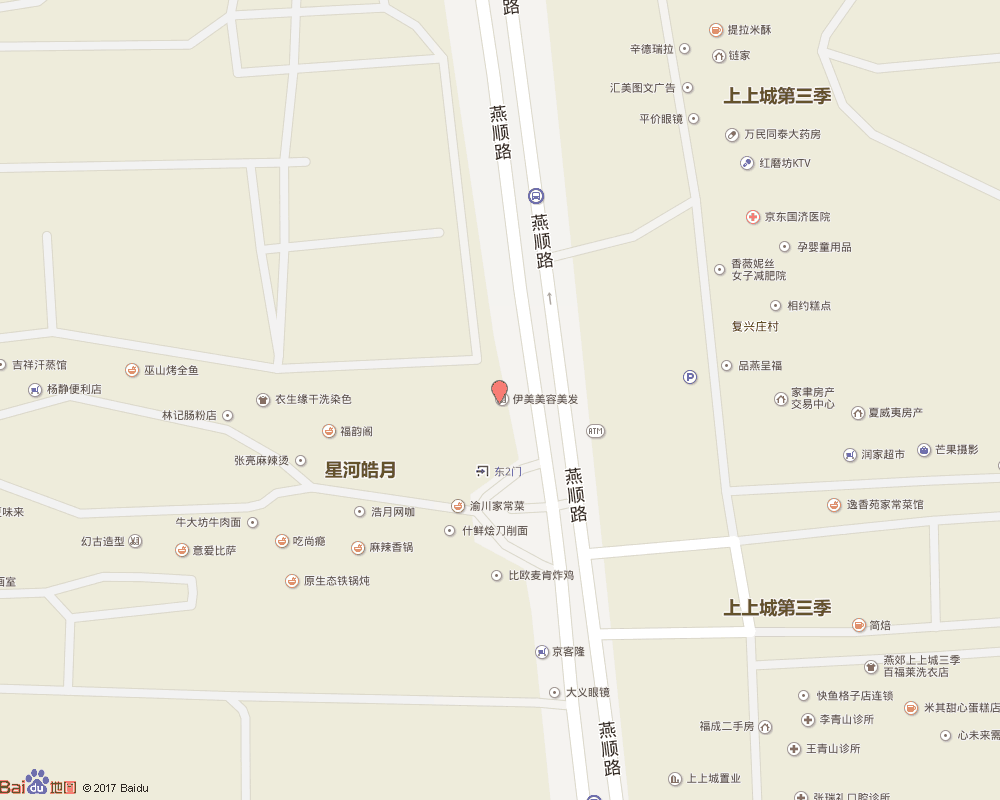 路
提拉米酥
辛德瑞拉
链家
汇美图文广告
上上城第三季
平价眼镜
燕顺路
万民同泰大药房
红磨坊KTV
京东国济医院
燕顺路
孕婴童用品
香薇妮丝
女子减肥院
相约糕点
复兴庄村
吉祥汗蒸馆
巫山烤全鱼
品燕呈福
杨静便利店
衣生缘干洗染色
伊美美容美发
家聿房产
交易中心
林记肠粉店
夏威夷房产
福韵阁
ATM
张亮麻辣烫
星河皓月
东2门
润家超市
芒果摄影
燕顺路
渝川家常菜
逸香苑家常菜馆
味来
浩月网咖
牛大坊牛肉面
什鲜烩刀削面
幻古造型
意爱比萨
吃尚瘾
麻辣香锅
画室
原生态铁锅炖
比欧麦肯炸鸡
上上城第三季
简焙
京客隆
燕郊上上城三季
百福莱洗衣店
大义眼镜
快鱼格子店连锁
米其甜心蛋糕店
福成二手房
李青山诊所
燕顺路
心未来需
王青山诊所
上上城置业
Bai du 地图
© 2017 Baidu
张瑞礼口腔诊所